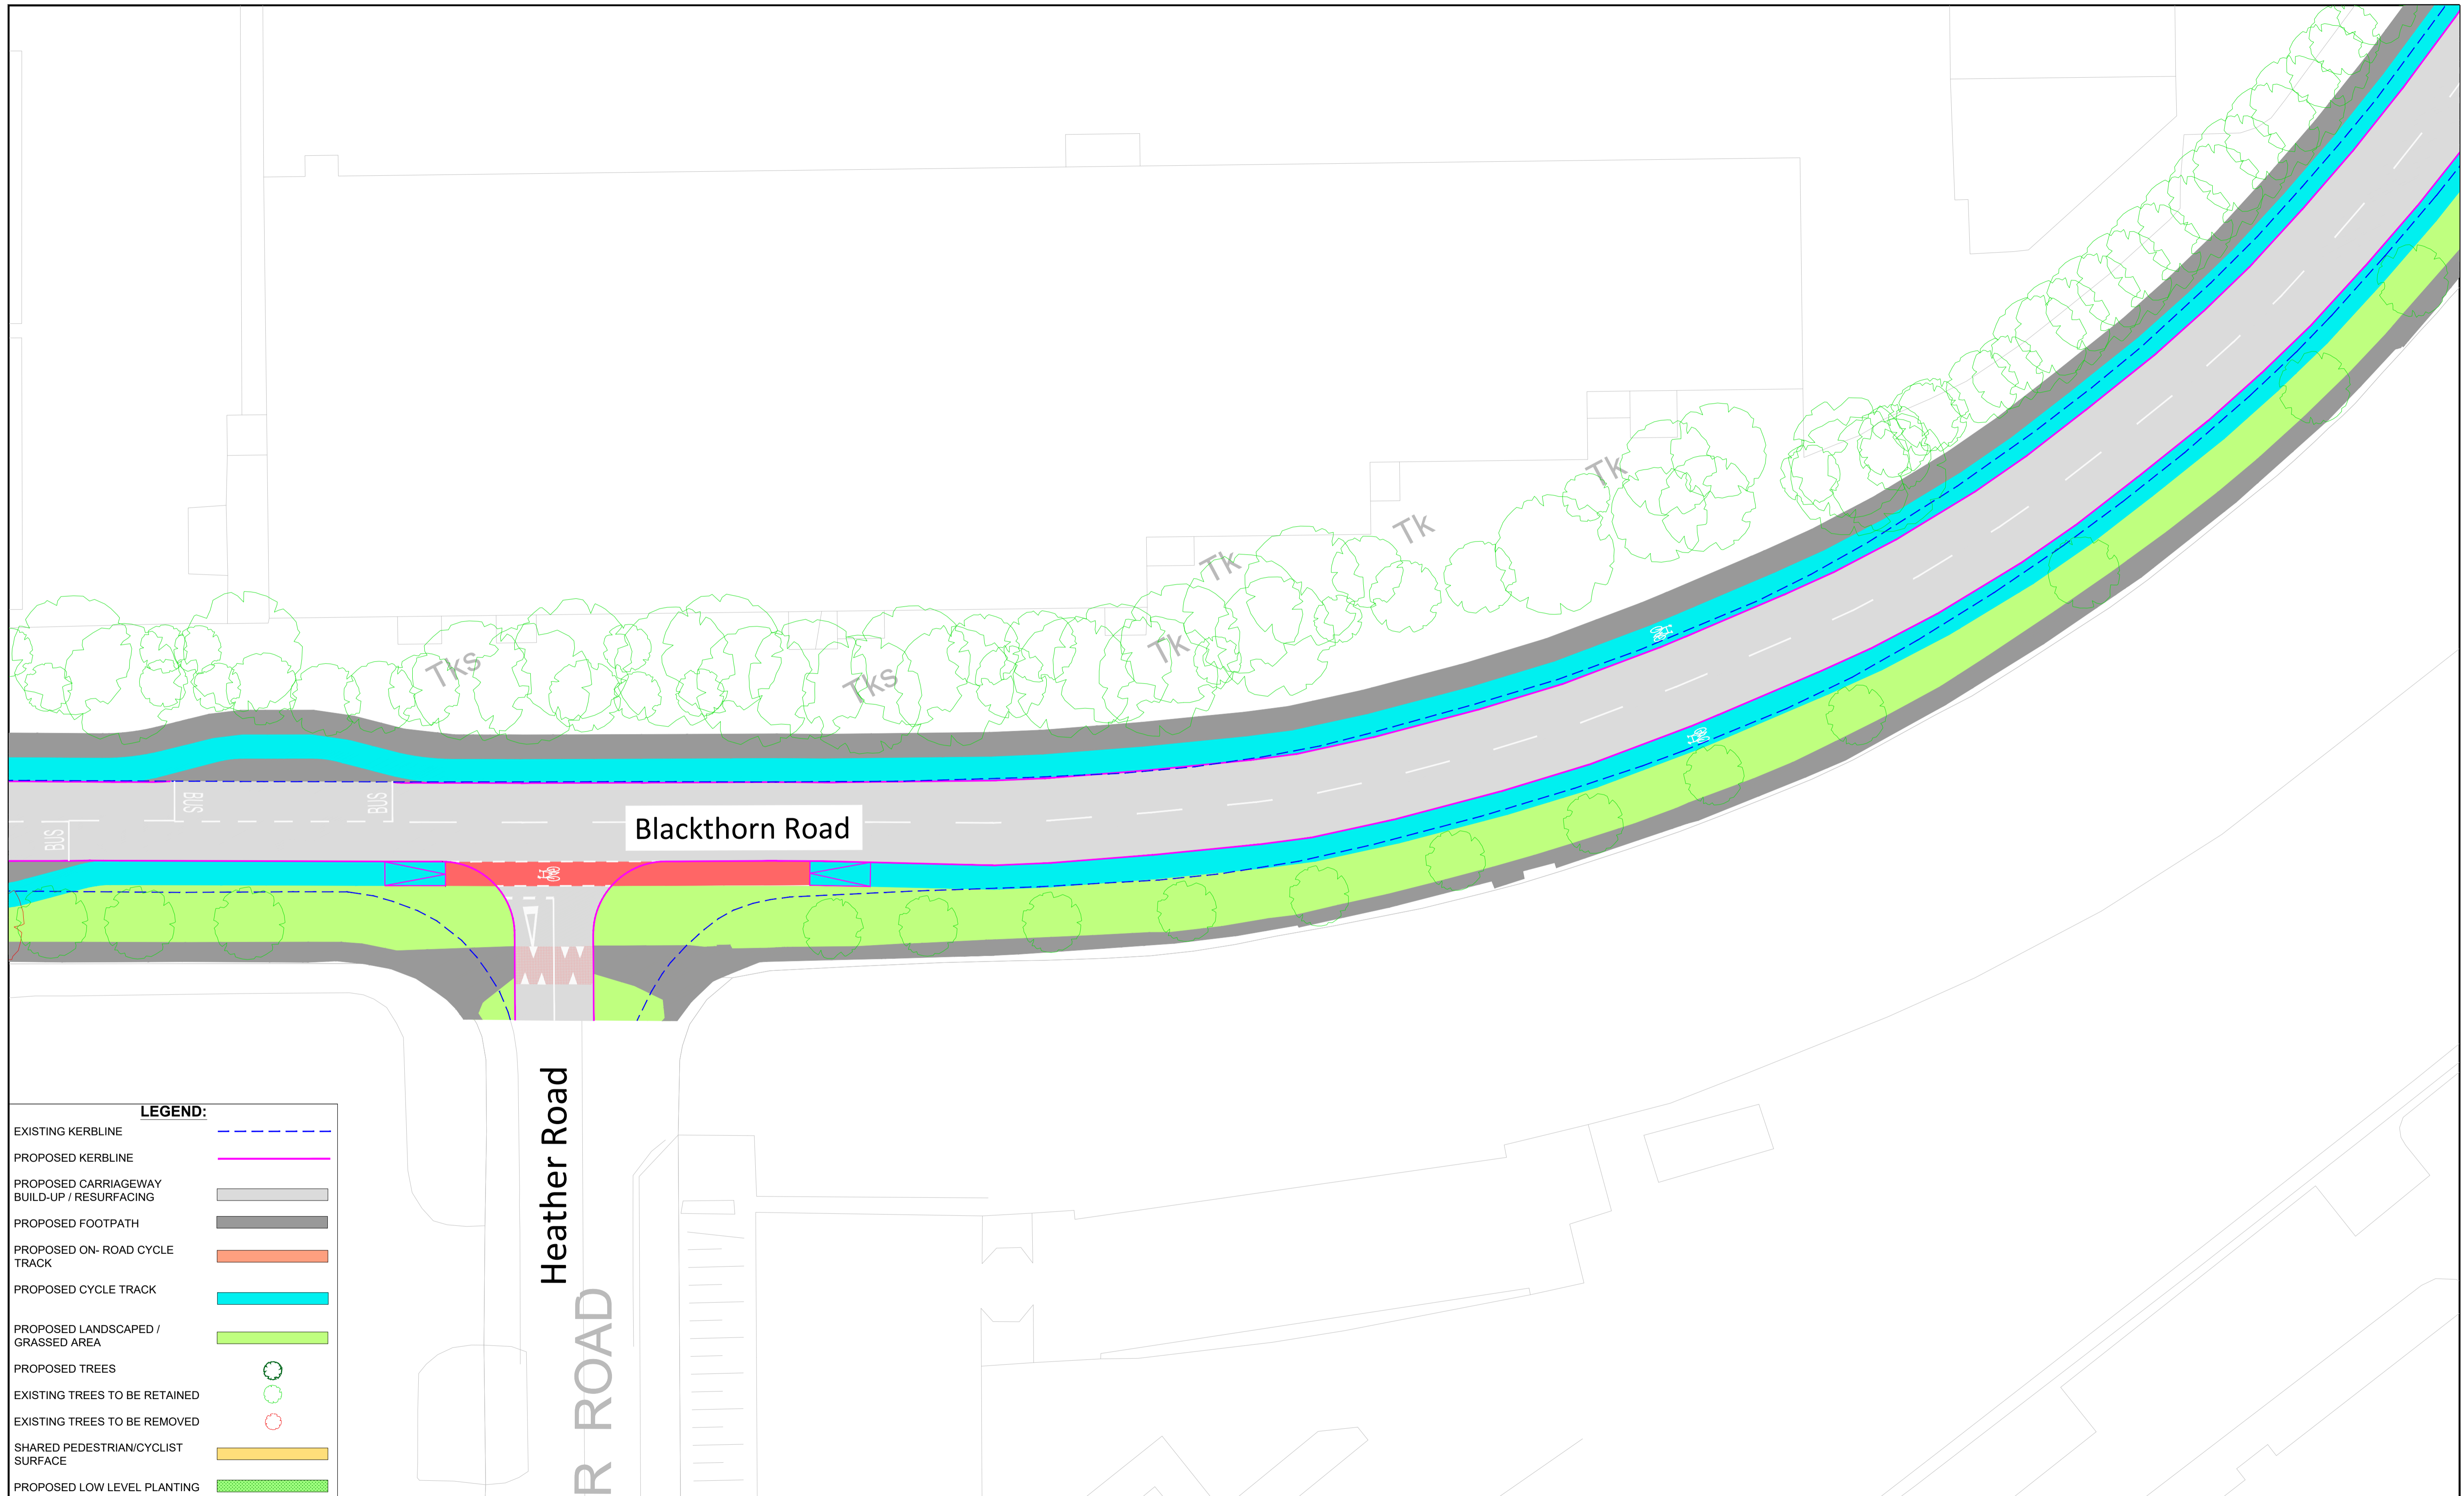 Tk
Tk
Tk
Tk
Tks
Tks
BUS
BUS
BUS
Blackthorn Road
Heather Road
R ROAD
LEGEND:
EXISTING KERBLINE
PROPOSED KERBLINE
PROPOSED CARRIAGEWAY
BUILD-UP / RESURFACING
PROPOSED FOOTPATH
PROPOSED ON- ROAD CYCLE
TRACK
PROPOSED CYCLE TRACK
PROPOSED LANDSCAPED /
GRASSED AREA
PROPOSED TREES
EXISTING TREES TO BE RETAINED
EXISTING TREES TO BE REMOVED
SHARED PEDESTRIAN/CYCLIST
SURFACE
PROPOSED LOW LEVEL PLANTING